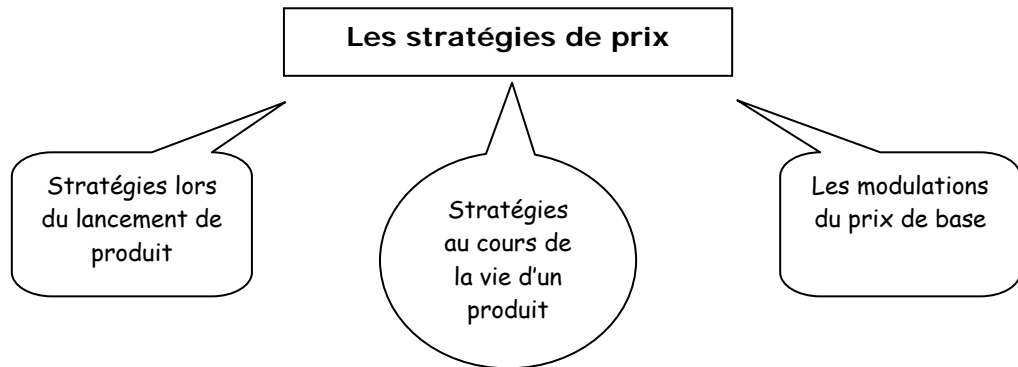 Les stratégies de prix
Stratégies lors
du lancement de
produit
Stratégies
au cours de
la vie d'un
produit
Les modulations
du prix de base